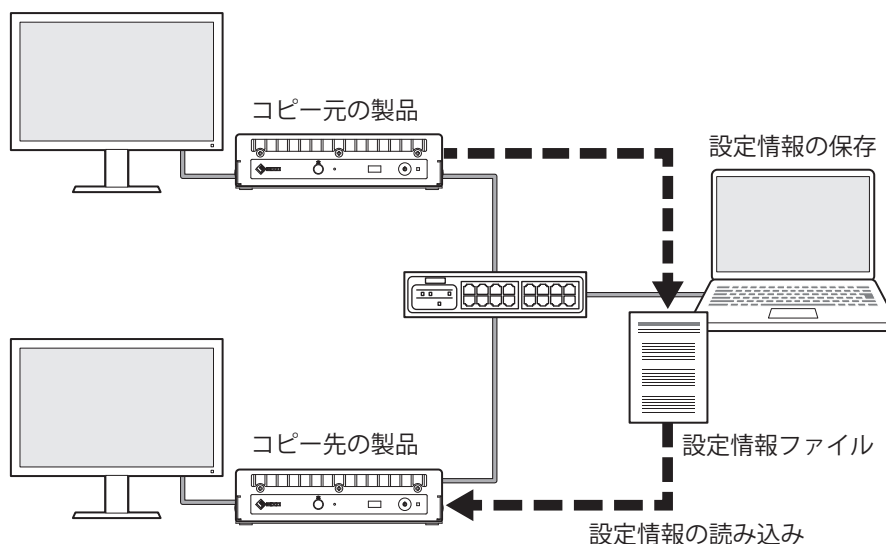 コピー元の製品
設定情報の保存
コピー先の製品
設定情報ファイル
設定情報の読み込み